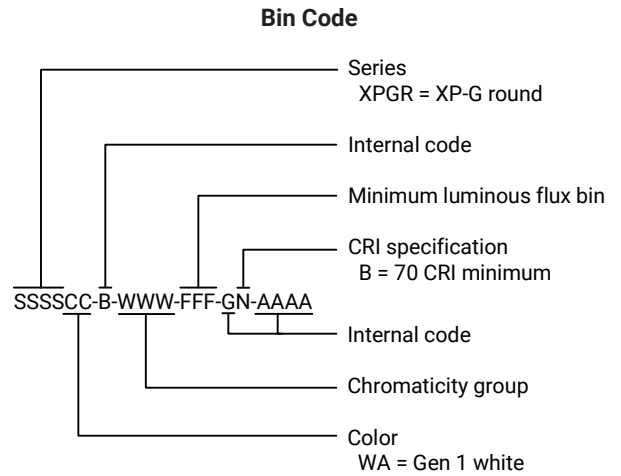 Bin Code
Series
XPGR = XP-G round
Internal code
Minimum luminous flux bin
CRI specification
B = 70 CRI minimum
SSSSCC-B-WWW-FFF-GN-AAAA
Internal code
Chromaticity group
Color
WA = Gen 1 white